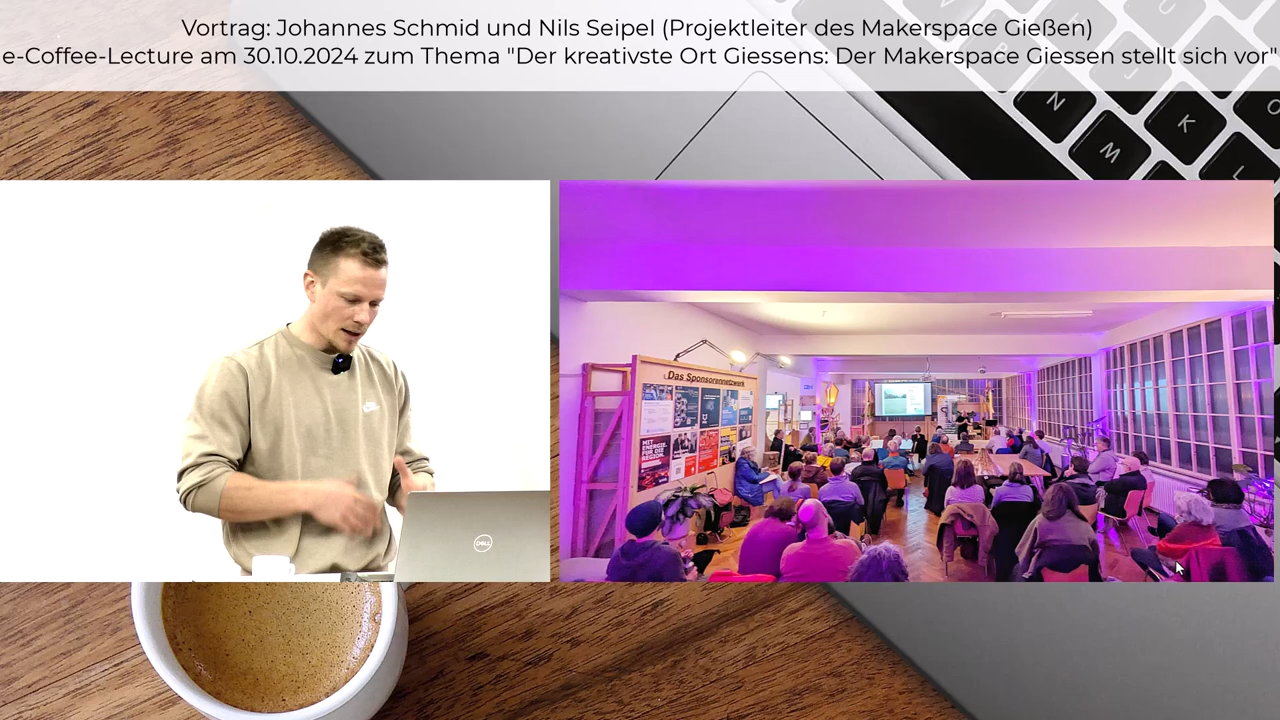 Vortrag: Johannes Schmid und Nils Seipel (Projektleiter des Makerspace Gießen)
e-Coffee-Lecture am 30.10.2024 zum Thema "Der kreativste Ort Giessens: Der Makerspace Giessen stellt sich vor"
U
N
J
K
M
L
O
Das Sponsorennetzwerk
MIT
ENERGIE.
FÜR DIE
REGION.
DELL